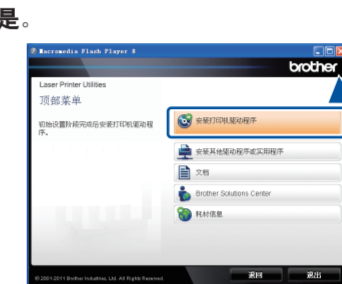 是。
Macromedia Flash Player 8
brother
Laser Printer Utilities
顶部菜单
初始设置阶段完成后安装打印机驱动程
序。
安装打印机驱动程序
安装其他驱动程序或实用程序
文档
Brother Solutions Center
耗材信息
© 2001-2011 Brother Industries, Ltd. All Rights Reserved.
返回
退出